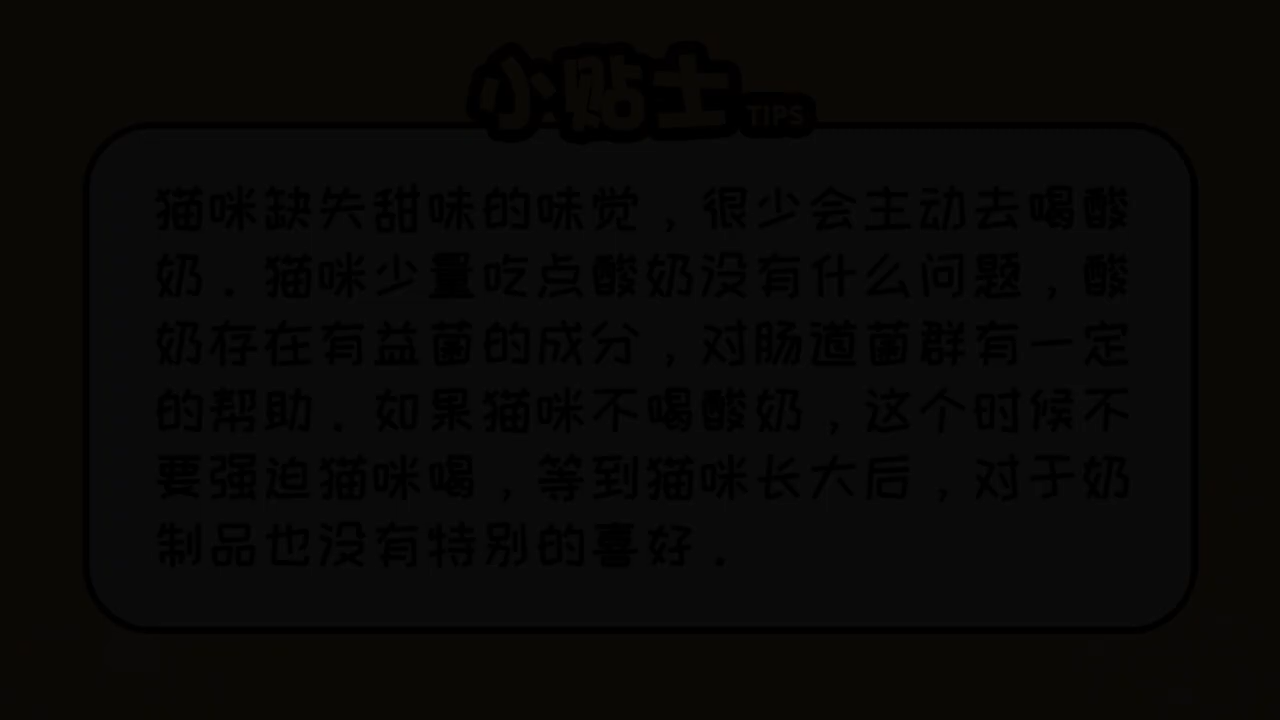 小贴士 TIPS
猫咪缺失甜味的味觉，很少会主动去喝酸
奶．猫咪少量吃点酸奶没有什么问题，酸
奶存在有益菌的成分，对肠道菌群有一定
的帮助．如果猫咪不喝酸奶，这个时候不
要强迫猫咪喝，等到猫咪长大后，对于奶
制品也没有特别的喜好．